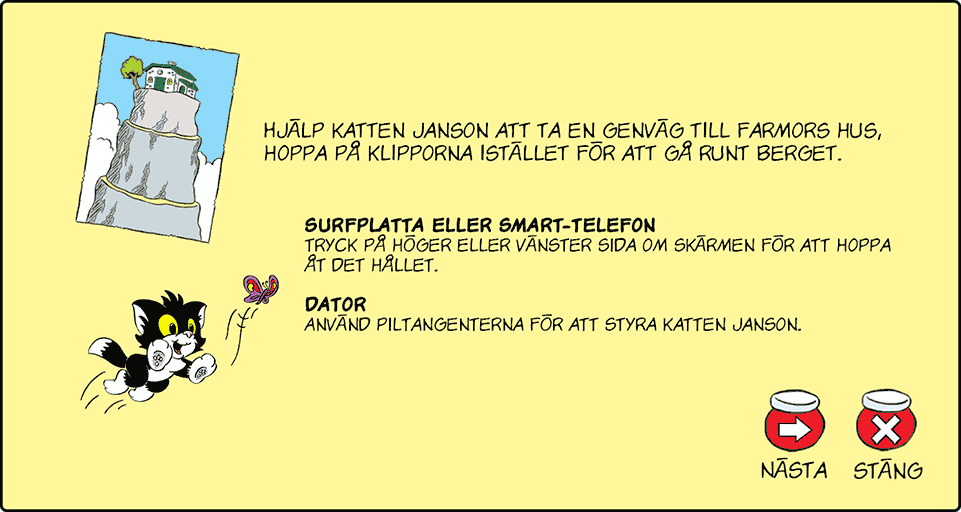 HJÄLP KATTEN JANSON ATT TA EN GENVÄG TILL FARMORS HUS,
HOPPA PÅ KLIPPORNA ISTÄLLET FÖR ATT GÅ RUNT BERGET.
SURFPLATTA ELLER SMART-TELEFON
TRYCK PÅ HÖGER ELLER VÄNSTER SIDA OM SKÄRMEN FÖR ATT HOPPA
ÅT DET HÅLLET.
DATOR
ANVÄND PILTANGENTERNA FÖR ATT STYRA KATTEN JANSON.
NÄSTA STÄNG